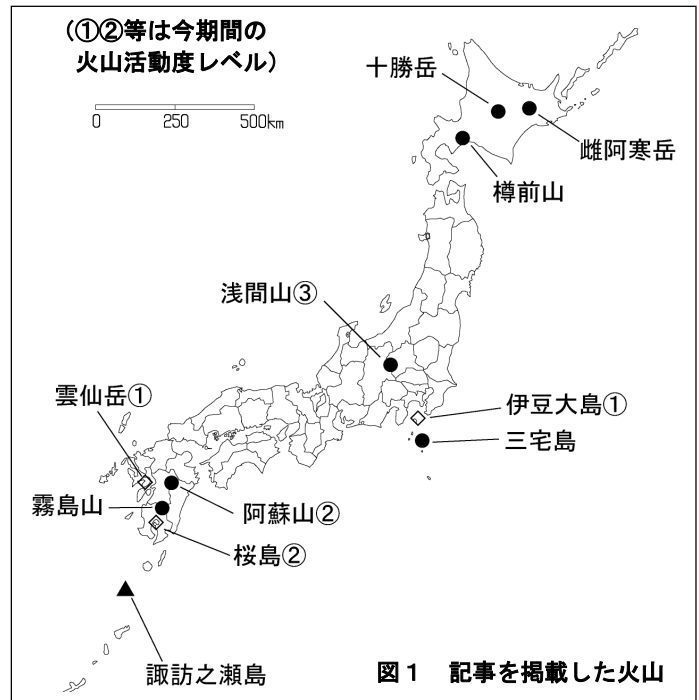 （①②等は今期間の
火山活動度レベル）
0 250 500km
十勝岳
雌阿寒岳
樽前山
浅間山③
雲仙岳①
伊豆大島①
三宅島
霧島山
阿蘇山②
桜島②
諏訪之瀬島
図１ 記事を掲載した火山